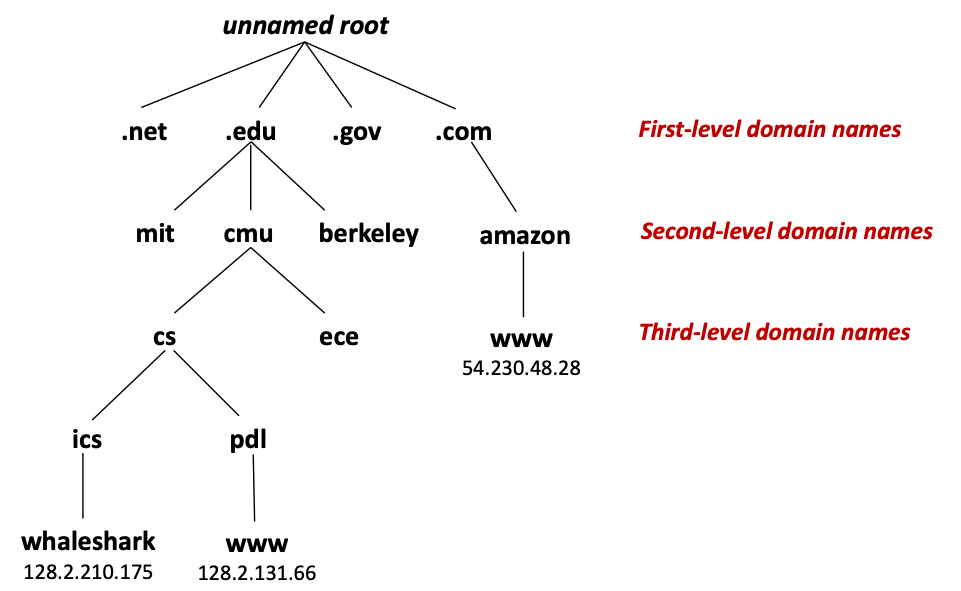 unnamed root
.net .edu .gov .com First-level domain names
mit cmu berkeley amazon Second-level domain names
cs ece www Third-level domain names
54.230.48.28
ics pdl
whaleshark www
128.2.210.175 128.2.131.66